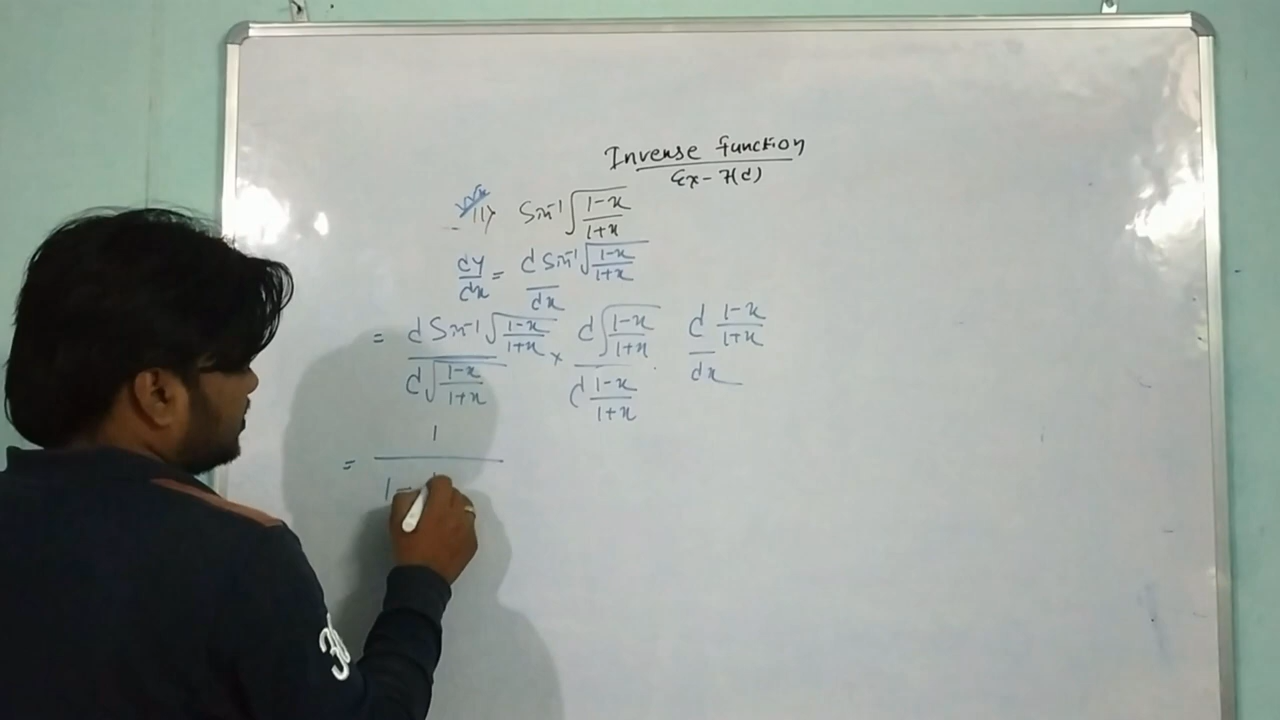 Inverse function
Ex - 7(d)
11> Sin⁻¹ √((1-x)/(1+x))
dy/dx = d Sin⁻¹ √((1-x)/(1+x)) / dx
= d Sin⁻¹ √((1-x)/(1+x)) / d √((1-x)/(1+x)) × d √((1-x)/(1+x)) / d (1-x)/(1+x) . d (1-x)/(1+x) / dx
= 1 / 1 -